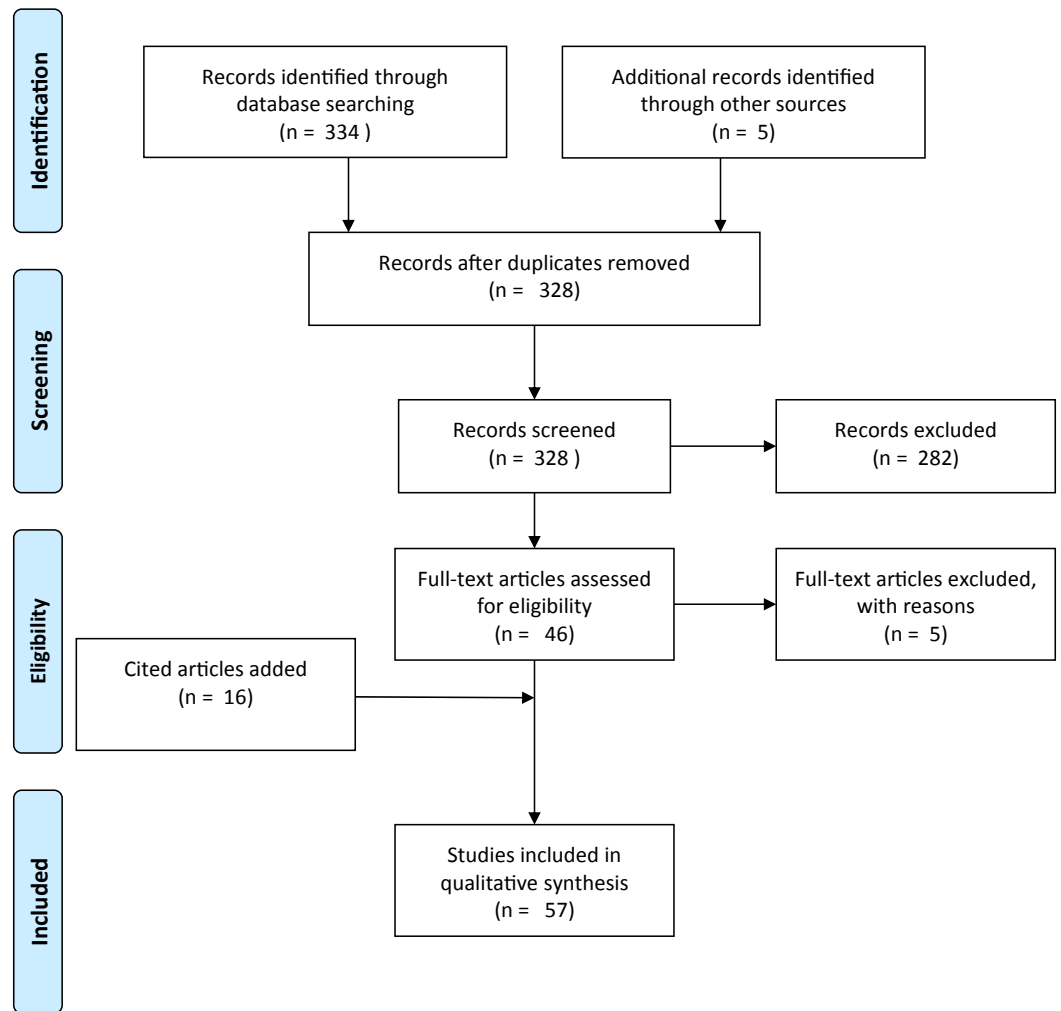 Identification
Records identified through
database searching
(n = 334 )
Additional records identified
through other sources
(n = 5)
Records after duplicates removed
(n = 328)
Screening
Records screened
(n = 328 )
Records excluded
(n = 282)
Eligibility
Full-text articles assessed
for eligibility
(n = 46)
Full-text articles excluded,
with reasons
(n = 5)
Cited articles added
(n = 16)
Included
Studies included in
qualitative synthesis
(n = 57)